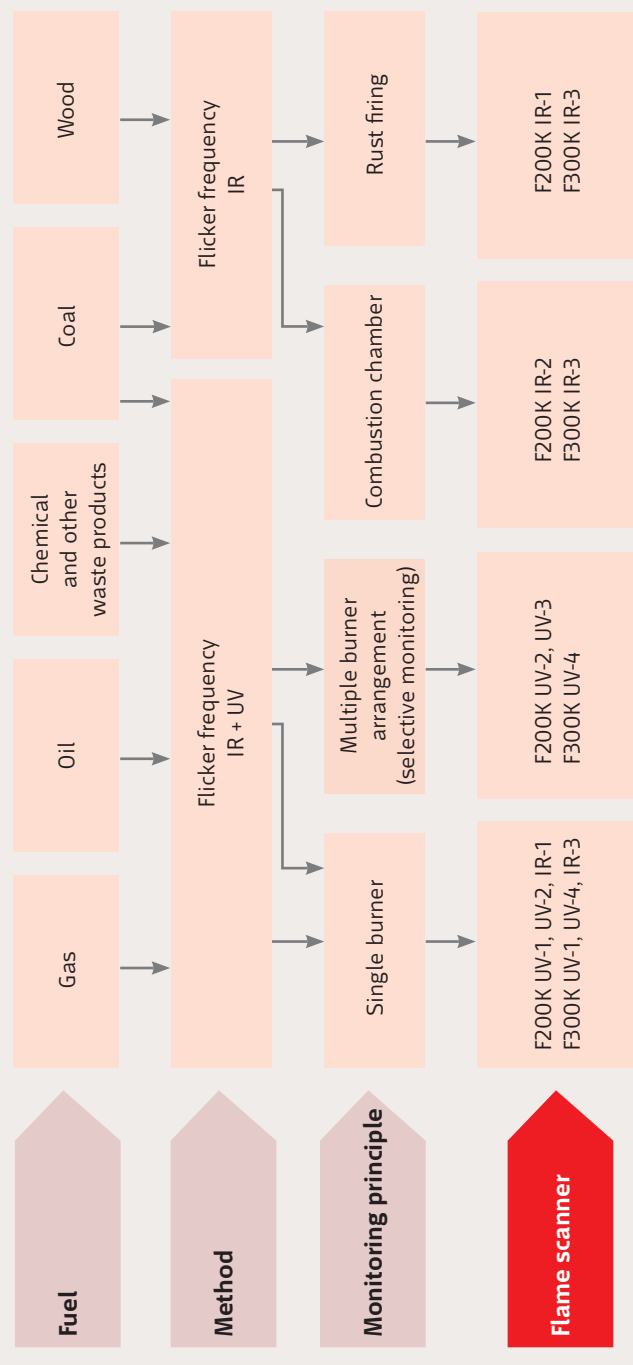 Fuel
Gas
Oil
Chemical
and other
waste products
Coal
Wood
Method
Flicker frequency
IR + UV
Flicker frequency
IR
Monitoring principle
Single burner
Multiple burner
arrangement
(selective monitoring)
Combustion chamber
Rust firing
Flame scanner
F200K UV-1, UV-2, IR-1
F300K UV-1, UV-4, IR-3
F200K UV-2, UV-3
F300K UV-4
F200K IR-2
F300K IR-3
F200K IR-1
F300K IR-3